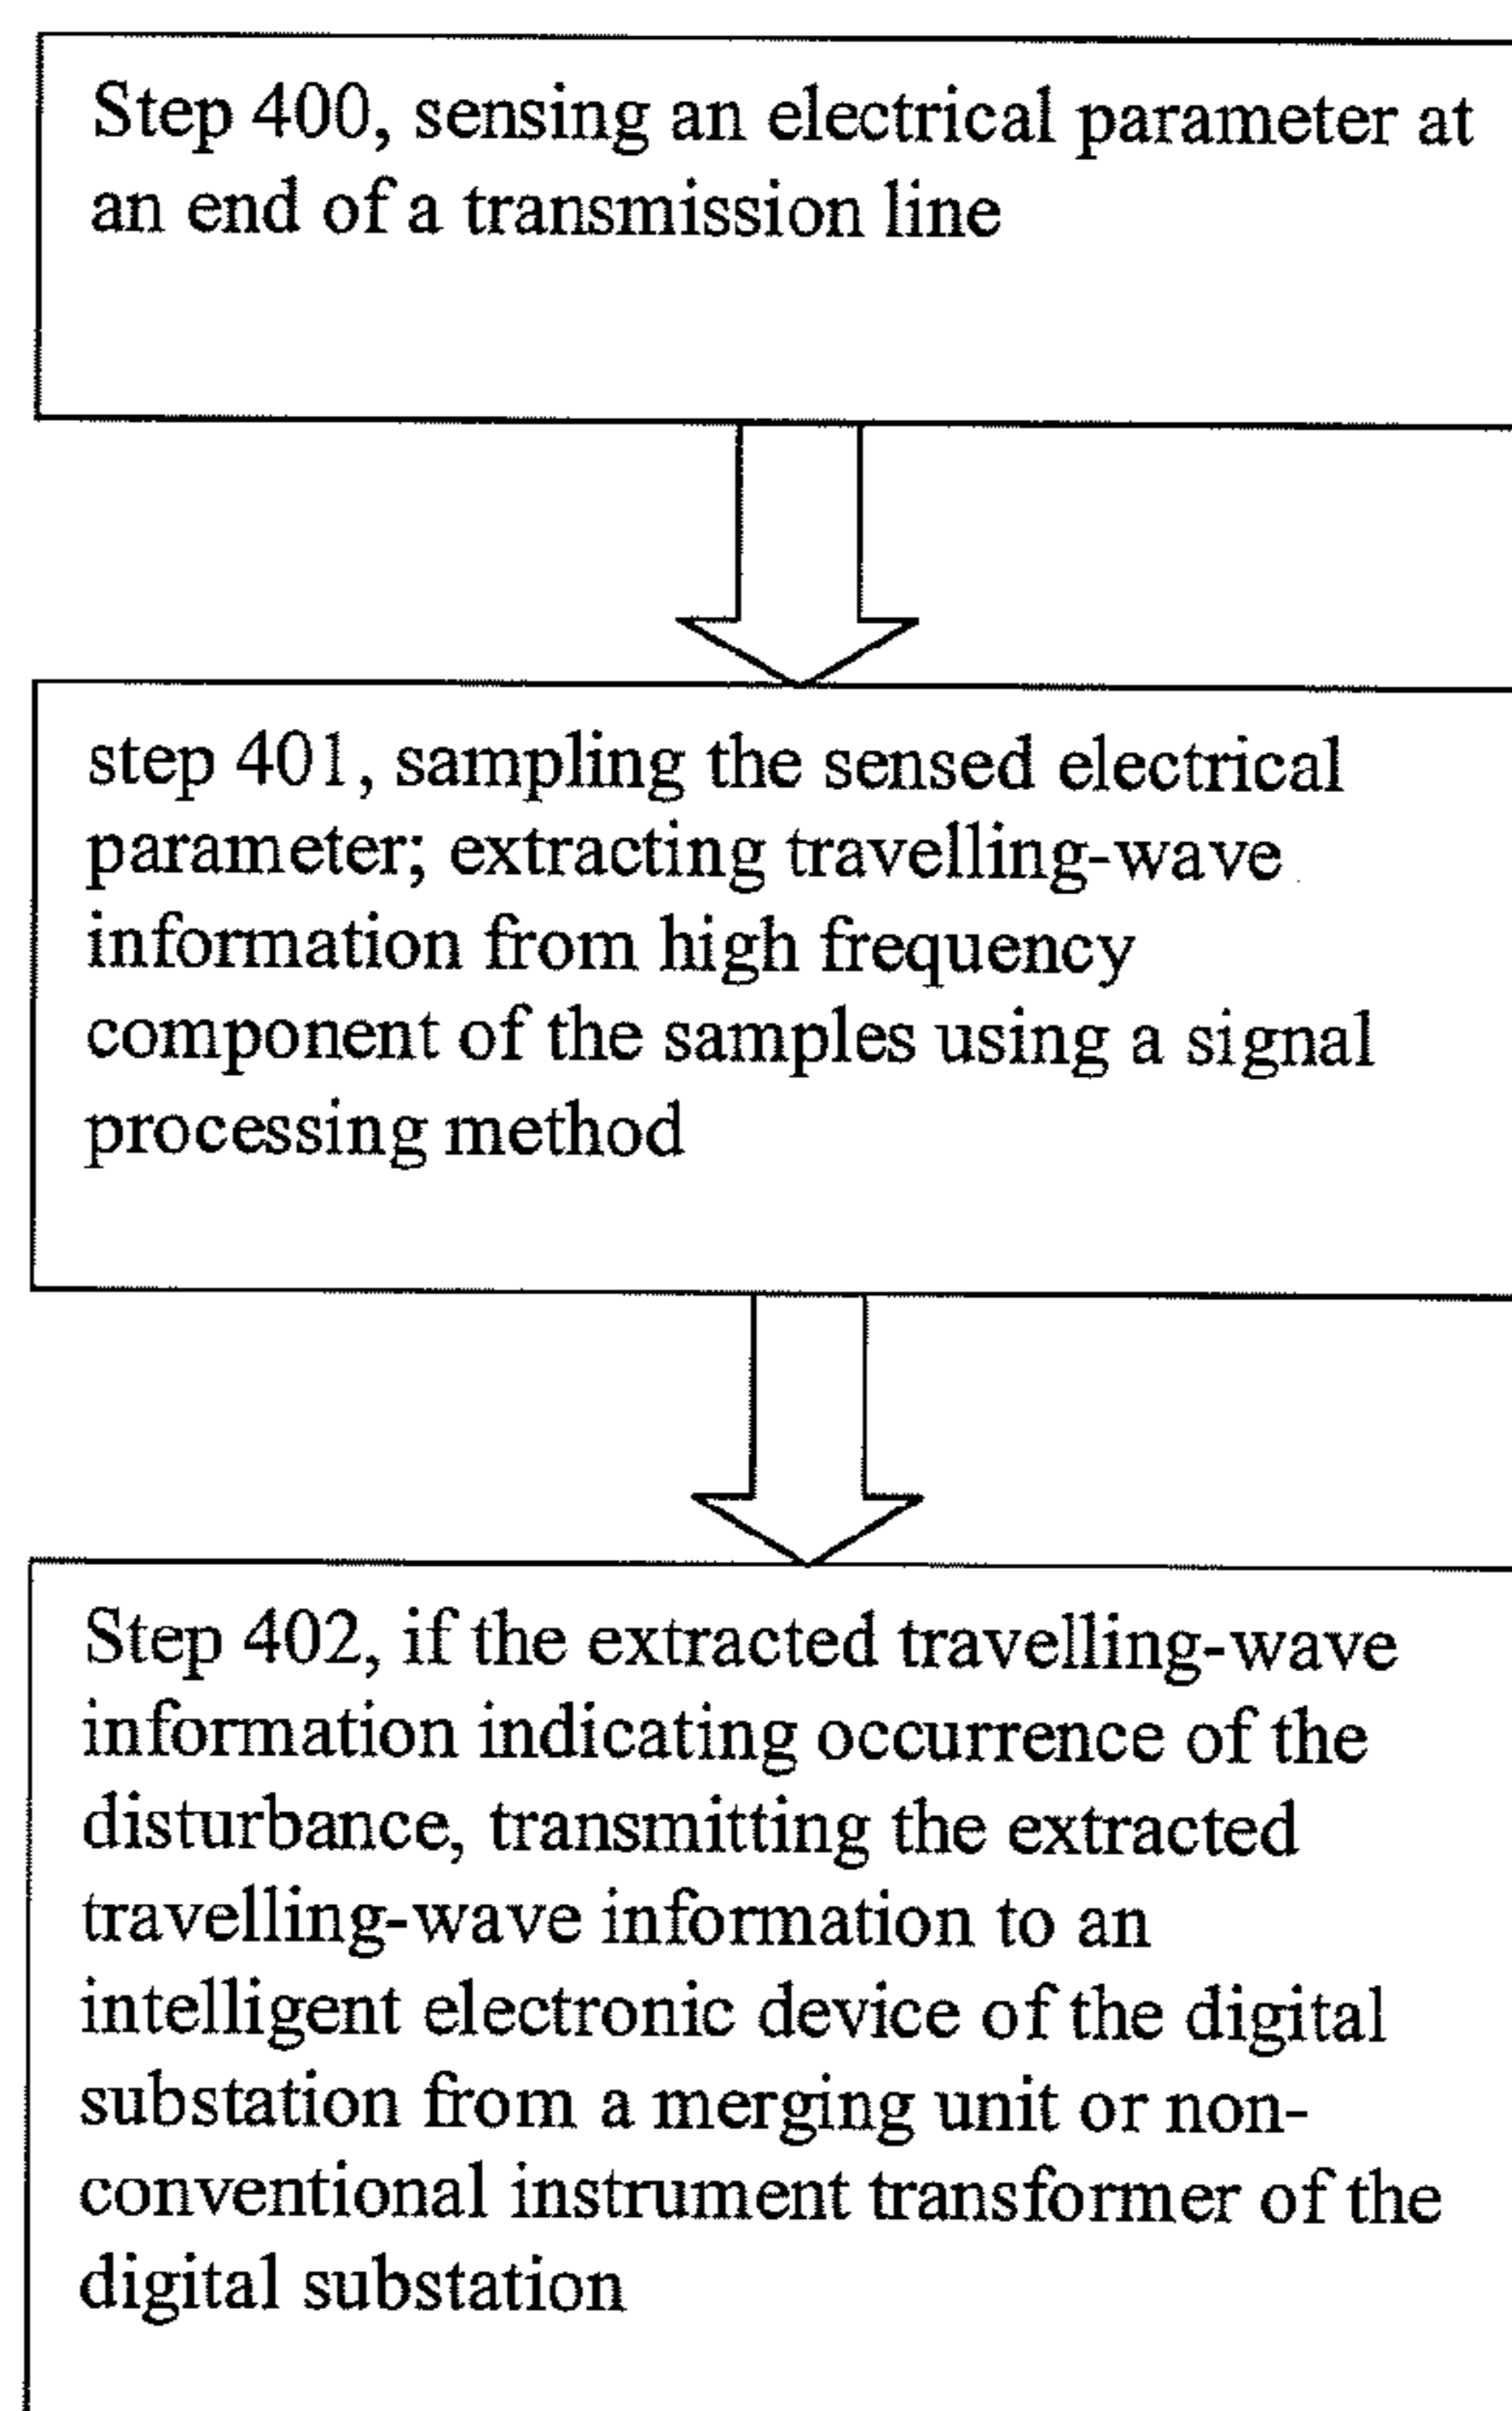 Step 400, sensing an electrical parameter at
an end of a transmission line
step 401, sampling the sensed electrical
parameter; extracting travelling-wave
information from high frequency
component of the samples using a signal
processing method
Step 402, if the extracted travelling-wave
information indicating occurrence of the
disturbance, transmitting the extracted
travelling-wave information to an
intelligent electronic device of the digital
substation from a merging unit or non-
conventional instrument transformer of the
digital substation